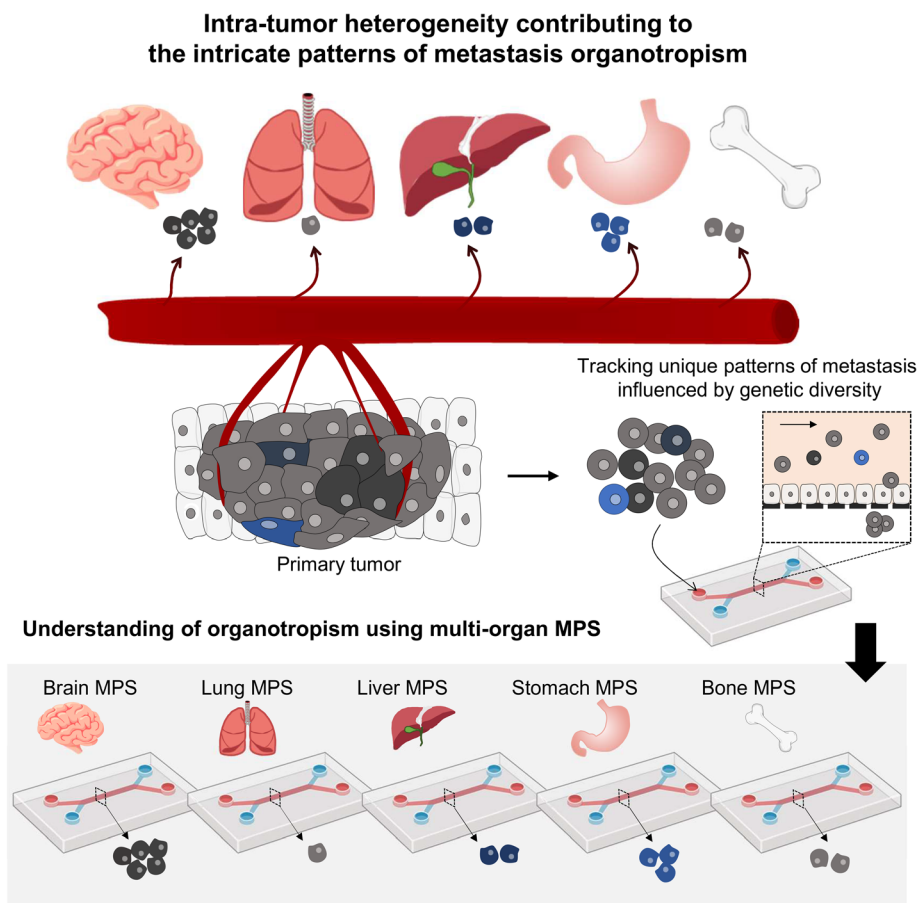 Intra-tumor heterogeneity contributing to
the intricate patterns of metastasis organotropism
Tracking unique patterns of metastasis
influenced by genetic diversity
Primary tumor
Understanding of organotropism using multi-organ MPS
Brain MPS
Lung MPS
Liver MPS
Stomach MPS
Bone MPS